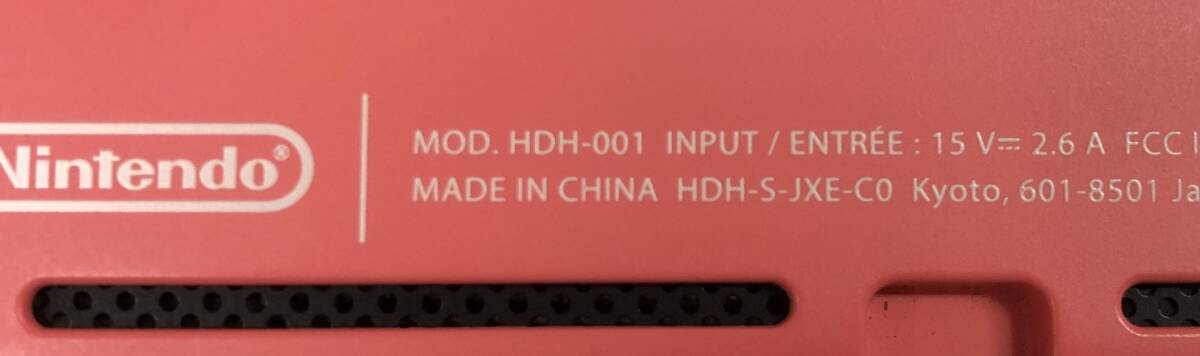 Nintendo®
MOD. HDH-001 INPUT / ENTRÉE : 15 V⎓ 2.6 A FCC
MADE IN CHINA HDH-S-JXE-C0 Kyoto, 601-8501